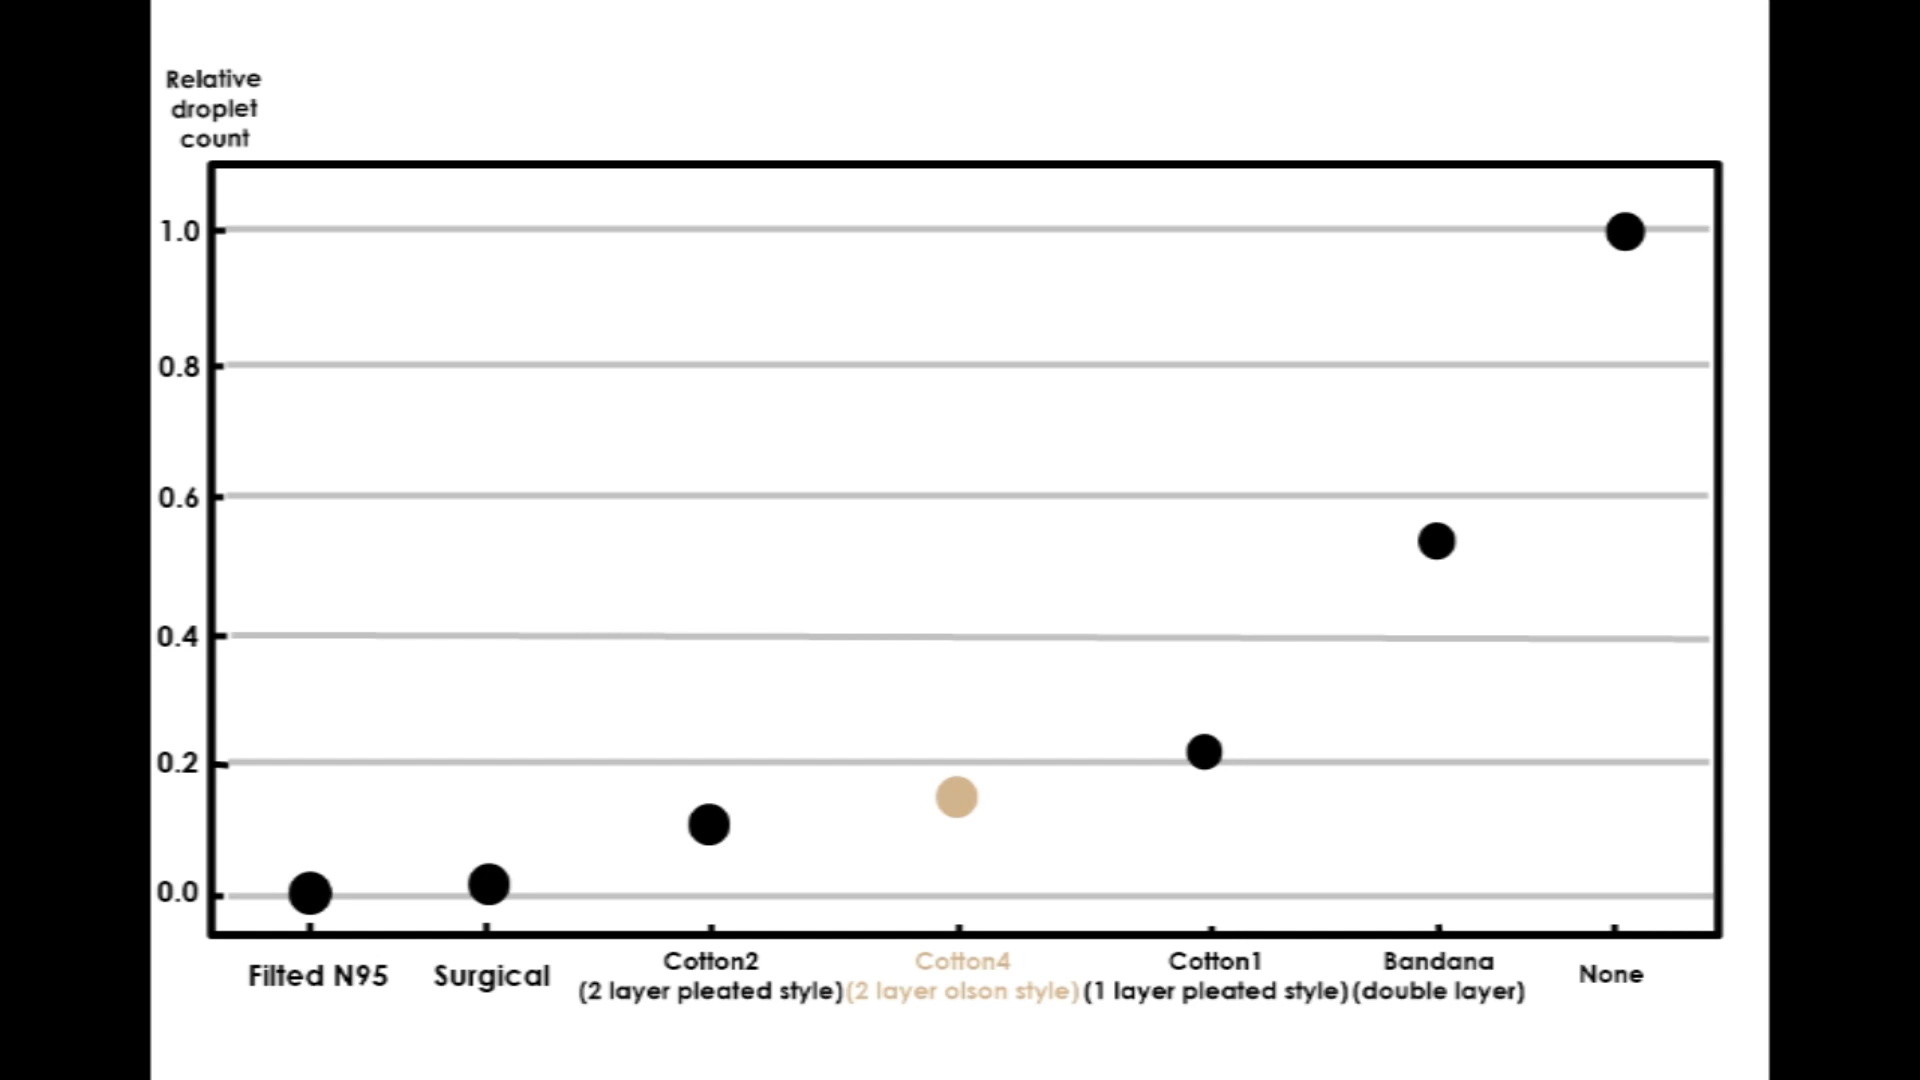 Relative
droplet
count
1.0
0.8
0.6
0.4
0.2
0.0
Filted N95
Surgical
Cotton2
(2 layer pleated style)
Cotton4
(2 layer olson style)
Cotton1
(1 layer pleated style)
Bandana
(double layer)
None